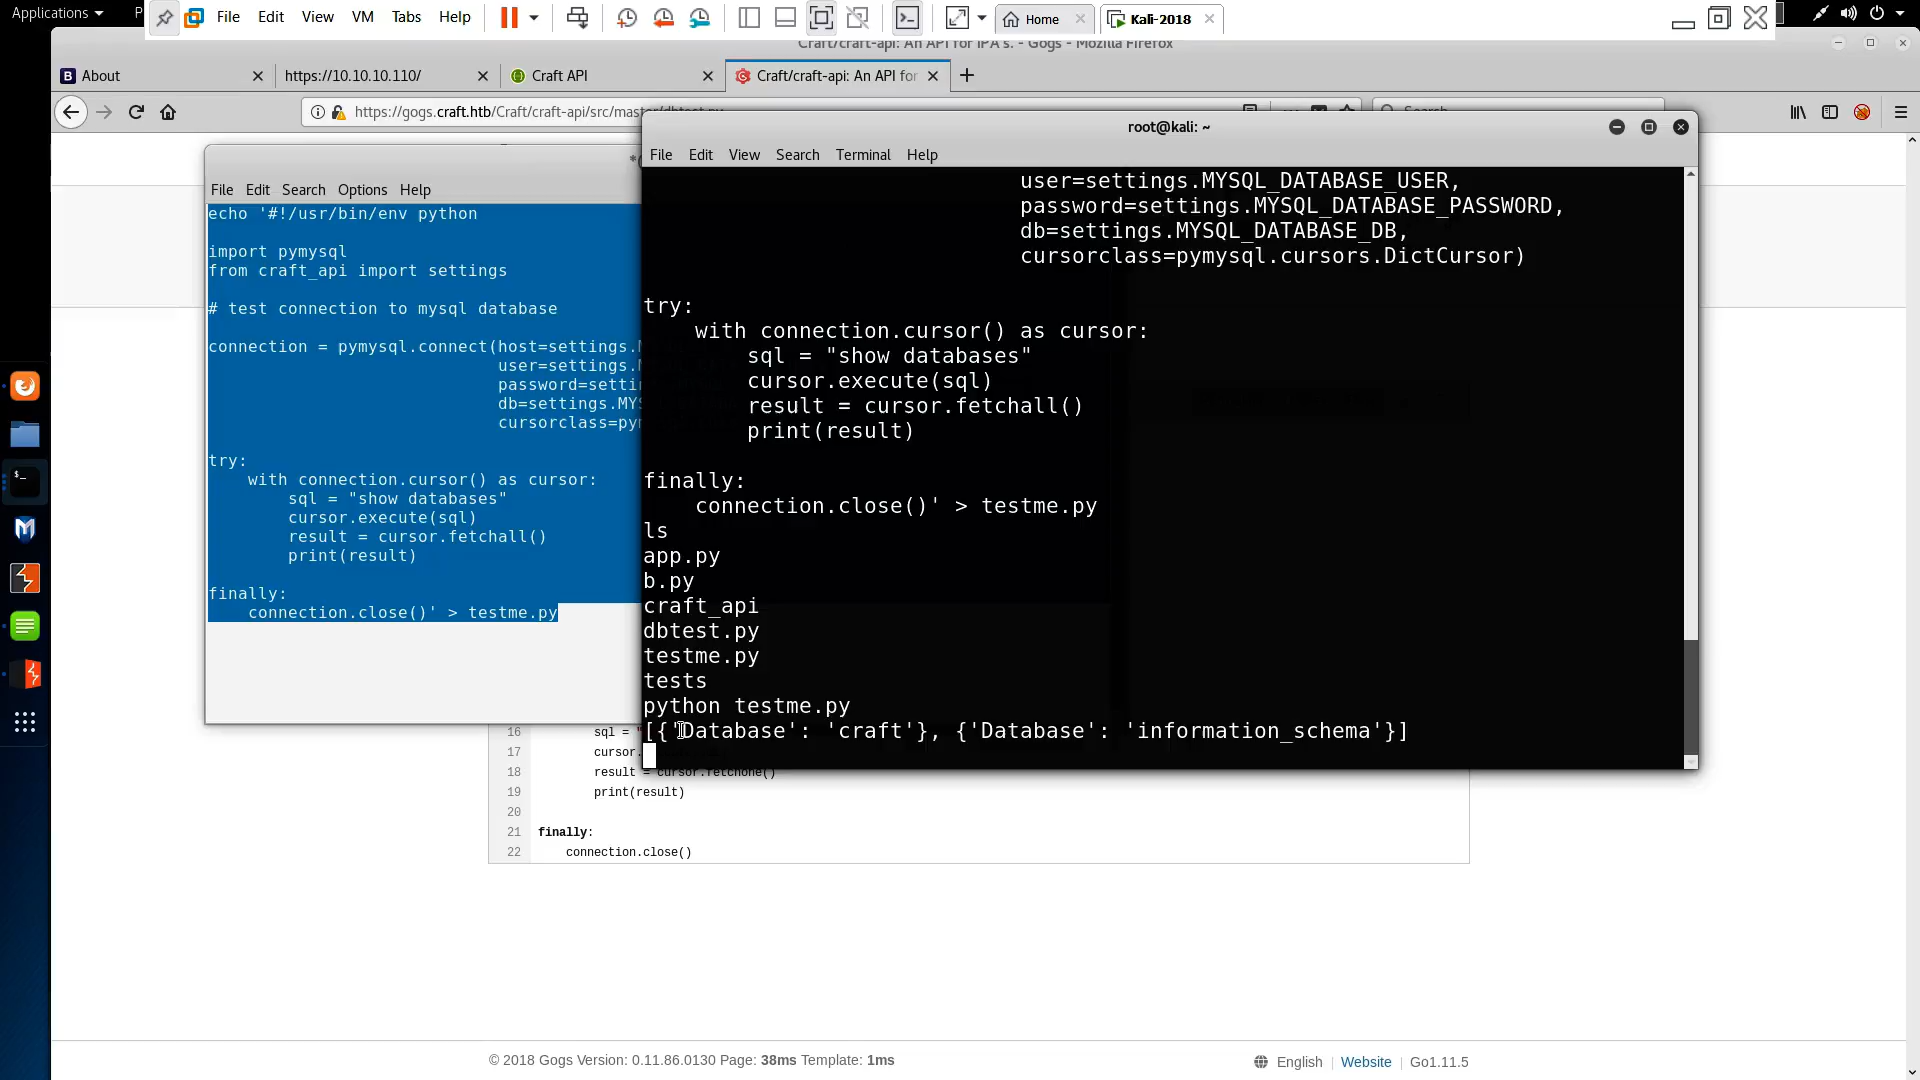 Applications
File Edit View VM Tabs Help
Home
Kali-2018
Craft/craft-api: An API for IPA's. - Gogs - Mozilla Firefox
About
https://10.10.10.110/
Craft API
Craft/craft-api: An API for
https://gogs.craft.htb/Craft/craft-api/src/master/dbtest.py
Search
root@kali: ~
File Edit View Search Terminal Help
File Edit Search Options Help
echo '#!/usr/bin/env python
import pymysql
from craft_api import settings
# test connection to mysql database
connection = pymysql.connect(host=settings.
user=settings.
password=setti
db=settings.MYS
cursorclass=pym
try:
with connection.cursor() as cursor:
sql = "show databases"
cursor.execute(sql)
result = cursor.fetchall()
print(result)
finally:
connection.close()' > testme.py
user=settings.MYSQL_DATABASE_USER,
password=settings.MYSQL_DATABASE_PASSWORD,
db=settings.MYSQL_DATABASE_DB,
cursorclass=pymysql.cursors.DictCursor)
try:
with connection.cursor() as cursor:
sql = "show databases"
cursor.execute(sql)
result = cursor.fetchall()
print(result)
finally:
connection.close()' > testme.py
ls
app.py
b.py
craft_api
dbtest.py
testme.py
tests
python testme.py
[{'Database': 'craft'}, {'Database': 'information_schema'}]
16 sql = "
17 cursor.
18 result = cursor.fetchone()
19 print(result)
20
21 finally:
22 connection.close()
© 2018 Gogs Version: 0.11.86.0130 Page: 38ms Template: 1ms
English Website Go1.11.5